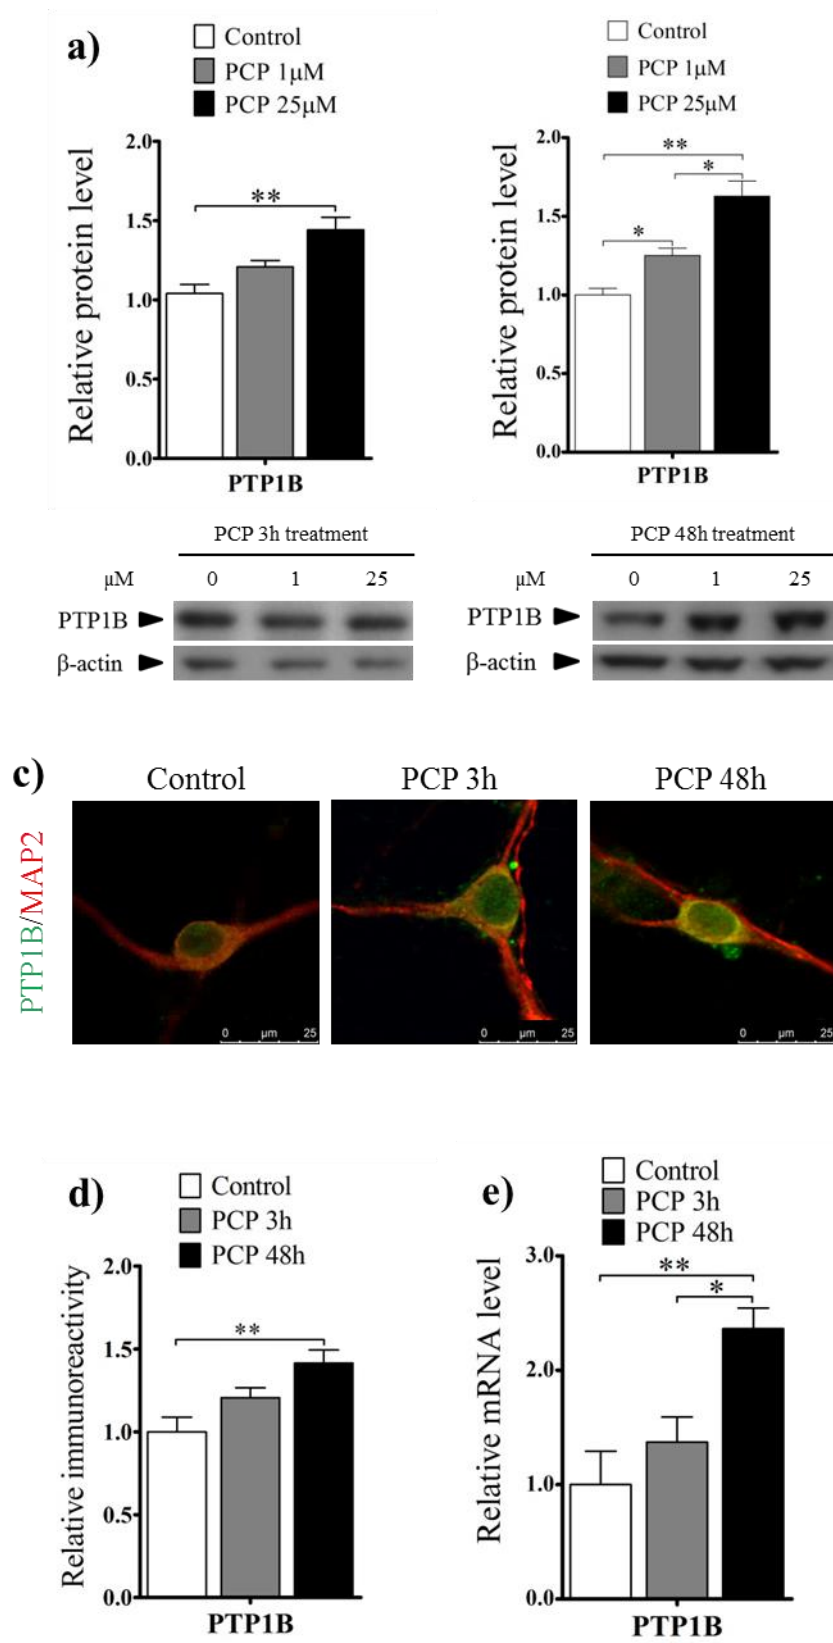 a)
Control
PCP 1μM
PCP 25μM
Relative protein level
2.0
1.5
1.0
0.5
0.0
**
PTP1B
Control
PCP 1μM
PCP 25μM
Relative protein level
2.0
1.5
1.0
0.5
0.0
**
*
*
PTP1B
PCP 3h treatment
μM 0 1 25
PTP1B
β-actin
PCP 48h treatment
μM 0 1 25
PTP1B
β-actin
c)
Control PCP 3h PCP 48h
PTP1B/MAP2
0 μm 25
0 μm 25
0 μm 25
d)
Control
PCP 3h
PCP 48h
Relative immunoreactivity
2.0
1.5
1.0
0.5
0.0
**
PTP1B
e)
Control
PCP 3h
PCP 48h
Relative mRNA level
3.0
2.0
1.0
0.0
**
*
PTP1B